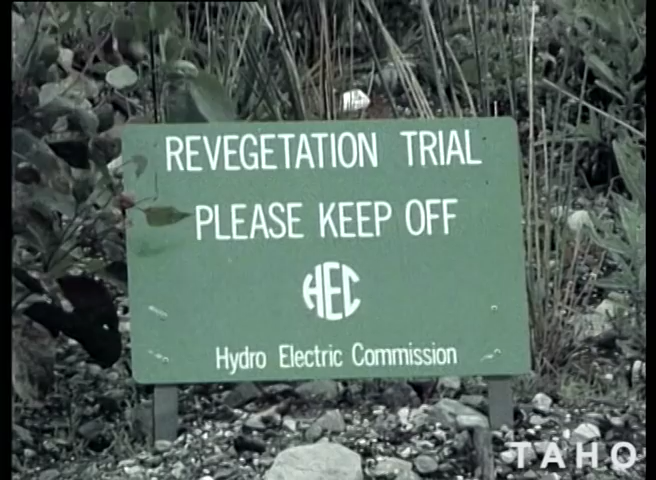 REVEGETATION TRIAL
PLEASE KEEP OFF
HEC
Hydro Electric Commission
TAHO